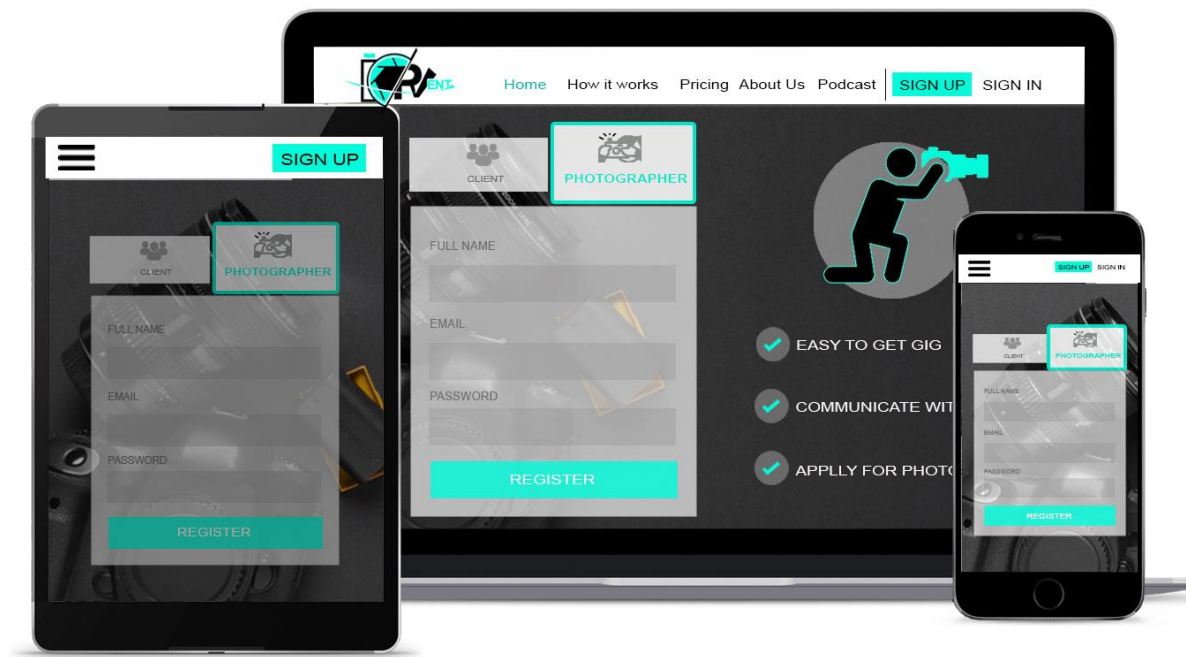 ENT
Home How it works Pricing About Us Podcast SIGN UP SIGN IN
CLIENT
PHOTOGRAPHER
FULL NAME
EMAIL
PASSWORD
REGISTER
EASY TO GET GIG
COMMUNICATE WIT
APPLLY FOR PHOTO
SIGN UP
CLIENT
PHOTOGRAPHER
FULL NAME
EMAIL
PASSWORD
REGISTER
SIGN UP SIGN IN
CLIENT
PHOTOGRAPHER
FULL NAME
EMAIL
PASSWORD
REGISTER